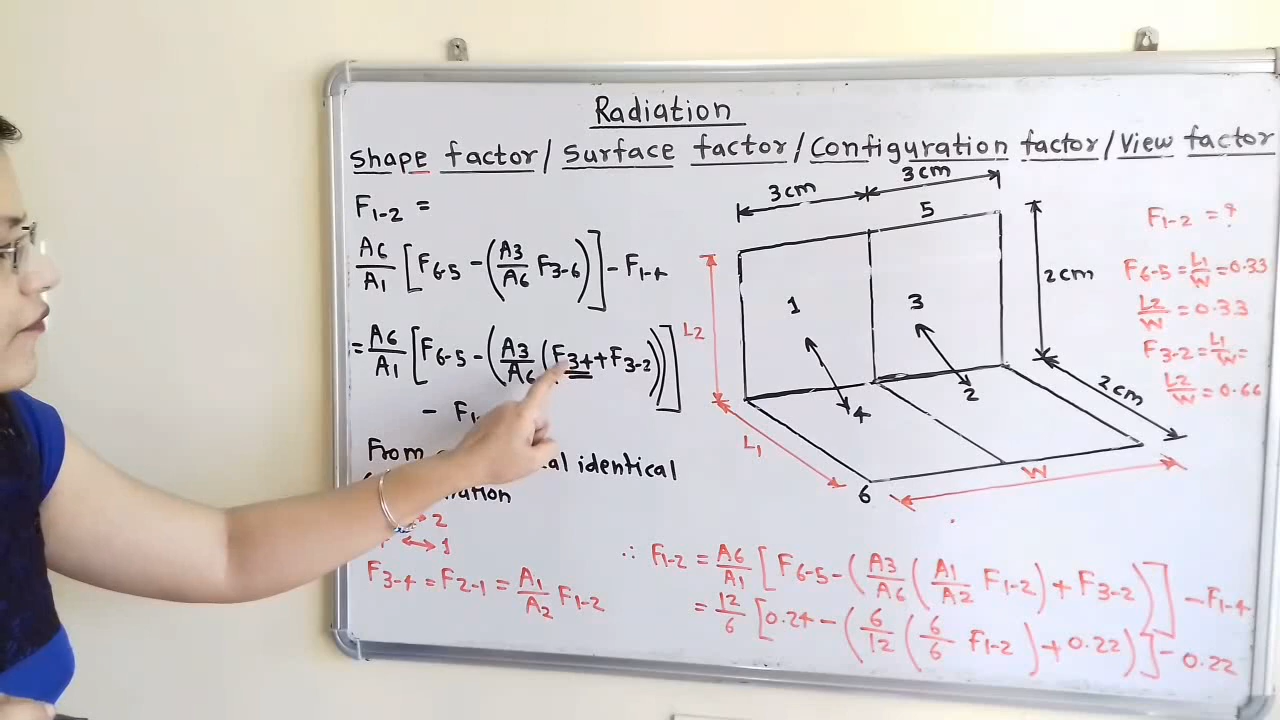 Radiation
Shape factor/Surface factor/Configuration factor/View factor
F1-2 =
A6/A1 [F6-5 - (A3/A6 F3-6)] - F1-4
= A6/A1 [F6-5 - (A3/A6 (F3-4 + F3-2))]
- F1-
From al identical
2
1
F3-4 = F2-1 = A1/A2 F1-2
3cm 3cm
5
1 3
2cm
L2
4 2
2cm
L1
W
6
F1-2 = ?
F6-5 = L1/W = 0.33
L2/W = 0.33
F3-2 = L1/W =
L2/W = 0.66
∴ F1-2 = A6/A1 [F6-5 - (A3/A6 (A1/A2 F1-2) + F3-2)] - F1-4
= 12/6 [0.24 - (6/12 (6/6 F1-2) + 0.22)] - 0.22